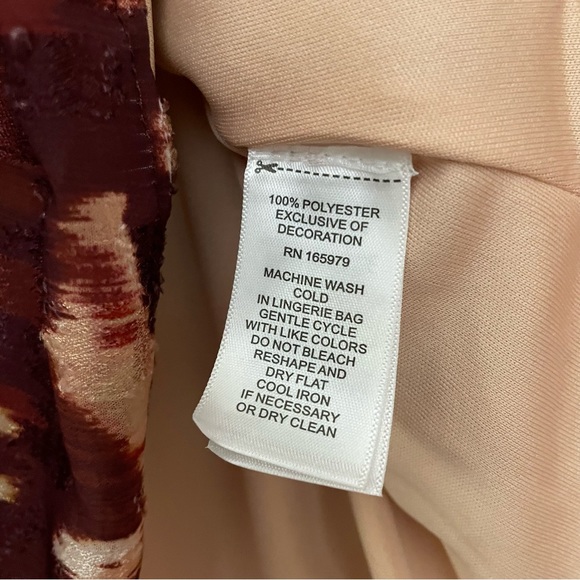 100% POLYESTER
EXCLUSIVE OF
DECORATION
RN 165979
MACHINE WASH
COLD
IN LINGERIE BAG
GENTLE CYCLE
WITH LIKE COLORS
DO NOT BLEACH
RESHAPE AND
DRY FLAT
COOL IRON
IF NECESSARY
OR DRY CLEAN